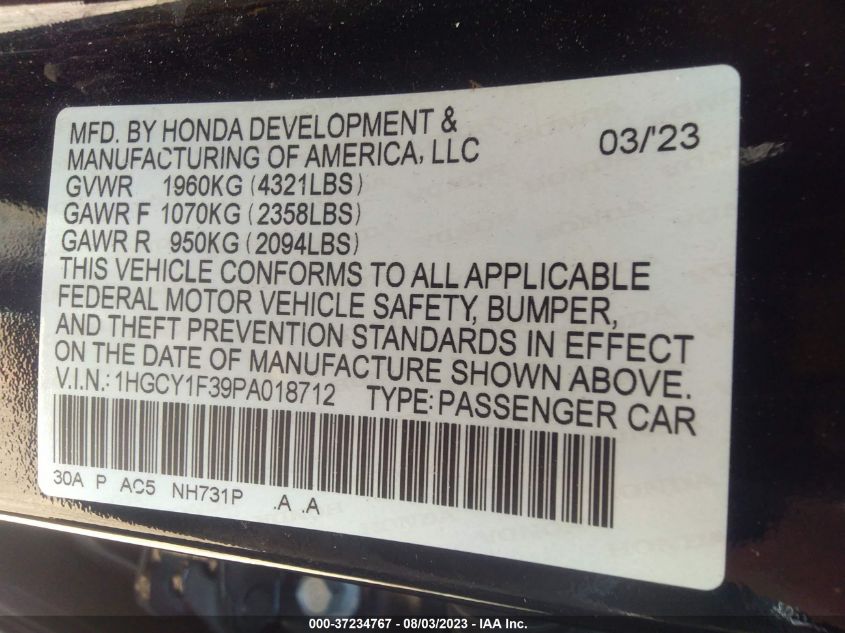 MFD. BY HONDA DEVELOPMENT &
MANUFACTURING OF AMERICA, LLC
03/'23
GVWR 1960KG (4321LBS)
GAWR F 1070KG (2358LBS)
GAWR R 950KG (2094LBS)
THIS VEHICLE CONFORMS TO ALL APPLICABLE
FEDERAL MOTOR VEHICLE SAFETY, BUMPER,
AND THEFT PREVENTION STANDARDS IN EFFECT
ON THE DATE OF MANUFACTURE SHOWN ABOVE.
V.I.N.: 1HGCY1F39PA018712 TYPE: PASSENGER CAR
30A P AC5 NH731P .A .A
000-37234767 - 08/03/2023 - IAA Inc.